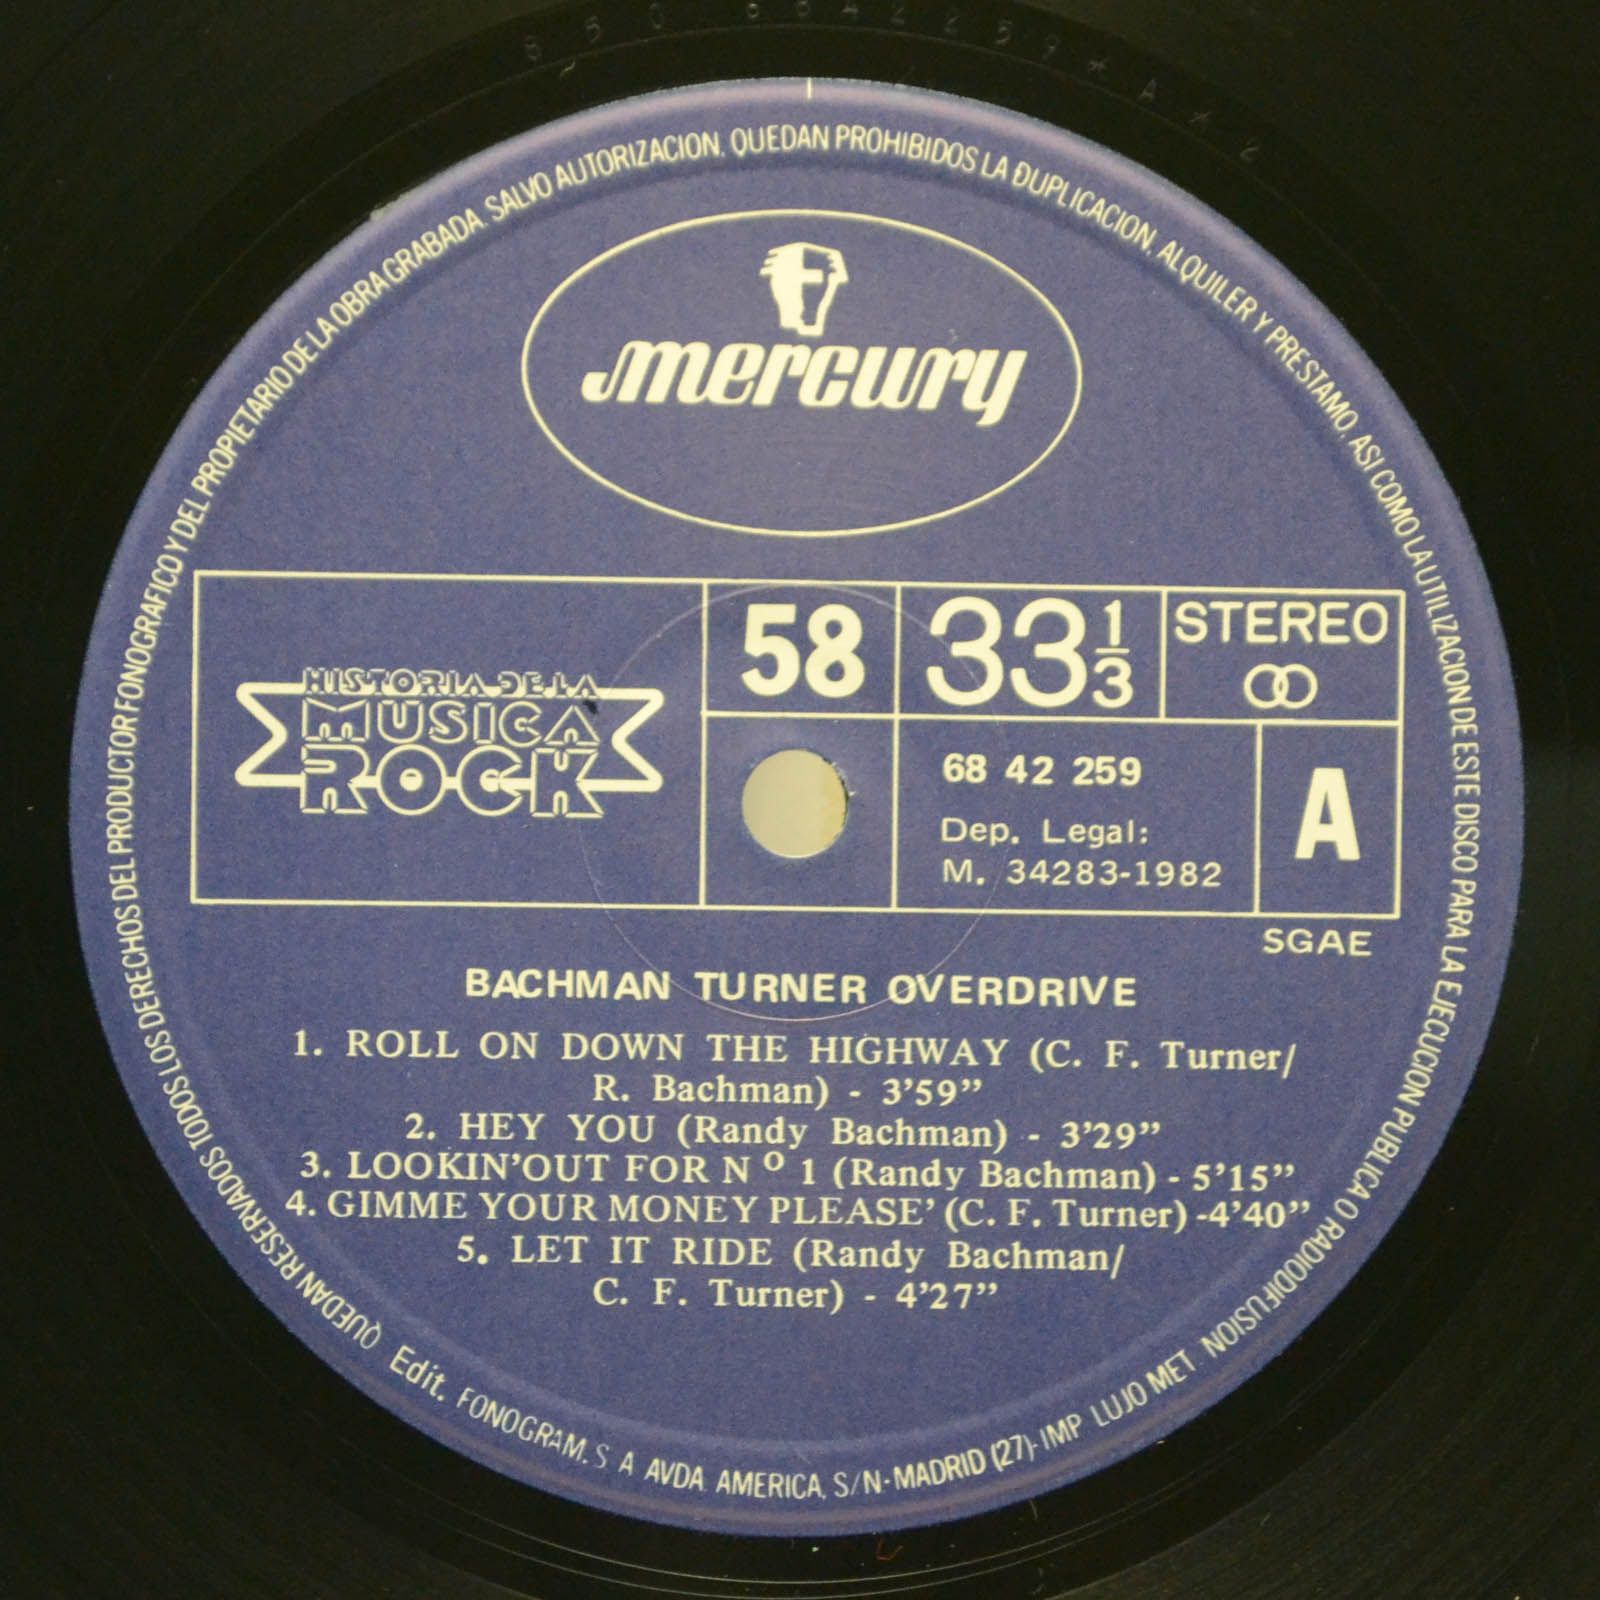 850 6842259*A*2
QUEDAN RESERVADOS TODOS LOS DERECHOS DEL PRODUCTOR FONOGRAFICO Y DEL PROPIETARIO DE LA OBRA GRABADA. SALVO AUTORIZACION. QUEDAN PROHIBIDOS LA DUPLICACION, ALQUILER Y PRESTAMO, ASI COMO LA UTILIZACION DE ESTE DISCO PARA LA EJECUCION PUBLICA O RADIODIFUSION
mercury
HISTORIA DE LA
MUSICA
ROCK
58
33 1/3
STEREO
68 42 259
Dep. Legal:
M. 34283-1982
A
SGAE
BACHMAN TURNER OVERDRIVE
1. ROLL ON DOWN THE HIGHWAY (C. F. Turner/
R. Bachman) - 3'59”
2. HEY YOU (Randy Bachman) - 3'29”
3. LOOKIN'OUT FOR Nº 1 (Randy Bachman) - 5'15”
4. GIMME YOUR MONEY PLEASE' (C. F. Turner) -4'40”
5. LET IT RIDE (Randy Bachman/
C. F. Turner) - 4'27”
Edit. FONOGRAM. S A AVDA AMERICA, S/N-MADRID (27)-IMP LUJO MET